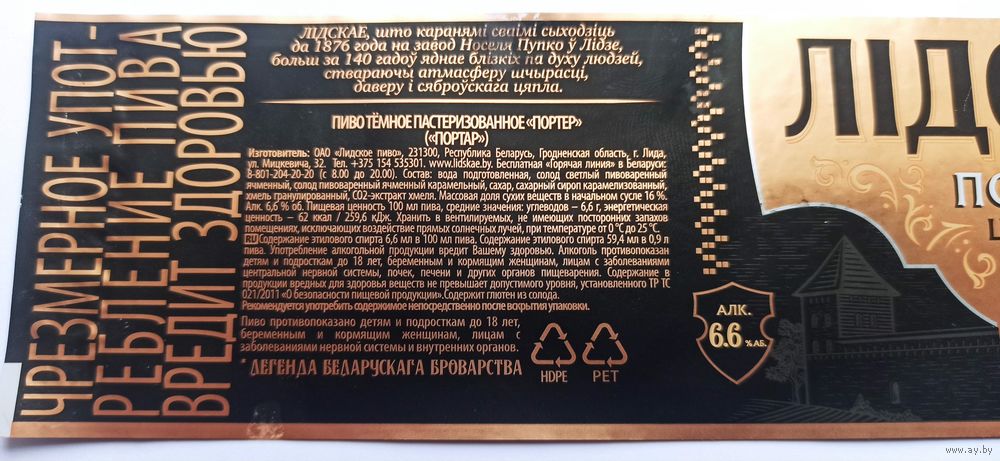 ЧРЕЗМЕРНОЕ УПОТ-
РЕБЛЕНИЕ ПИВА
ВРЕДИТ ЗДОРОВЬЮ
ЛІДСКАЕ, што каранямі сваімі сыходзіць
да 1876 года на завод Носеля Пупко ў Лідзе,
больш за 140 гадоў яднае блізкіх па духу людзей,
ствараючы атмасферу шчырасці,
даверу і сяброўскага цяпла.
ПИВО ТЁМНОЕ ПАСТЕРИЗОВАННОЕ «ПОРТЕР»
(«ПОРТАР»)
Изготовитель: ОАО «Лидское пиво», 231300, Республика Беларусь, Гродненская область, г. Лида,
ул. Мицкевича, 32. Тел. +375 154 535301. www.lidskae.by. Бесплатная «Горячая линия» в Беларуси:
8-801-204-20-20 (с 8.00 до 20.00). Состав: вода подготовленная, солод светлый пивоваренный
ячменный, солод пивоваренный ячменный карамельный, сахар, сахарный сироп карамелизованный,
хмель гранулированный, СО2-экстракт хмеля. Массовая доля сухих веществ в начальном сусле 16 %.
Алк. 6,6 % об. Пищевая ценность 100 мл пива, средние значения: углеводов – 6,6 г, энергетическая
ценность – 62 ккал / 259,6 кДж. Хранить в вентилируемых, не имеющих посторонних запахов
помещениях, исключающих воздействие прямых солнечных лучей, при температуре от 0 °С до 25 °С.
RU Содержание этилового спирта 6,6 мл в 100 мл пива. Содержание этилового спирта 59,4 мл в 0,9 л
пива. Употребление алкогольной продукции вредит Вашему здоровью. Алкоголь противопоказан
детям и подросткам до 18 лет, беременным и кормящим женщинам, лицам с заболеваниями
центральной нервной системы, почек, печени и других органов пищеварения. Содержание в
продукции вредных для здоровья веществ не превышает допустимого уровня, установленного ТР ТС
021/2011 «О безопасности пищевой продукции». Содержит глютен из солода.
Рекомендуется употребить содержимое непосредственно после вскрытия упаковки.
Пиво противопоказано детям и подросткам до 18 лет,
беременным и кормящим женщинам, лицам с
заболеваниями нервной системы и внутренних органов.
* ЛЕГЕНДА БЕЛАРУСКАГА БРОВАРСТВА
HDPE
PET
АЛК.
6.6 % АБ.
ЛІДС
ПО
www.ay.by